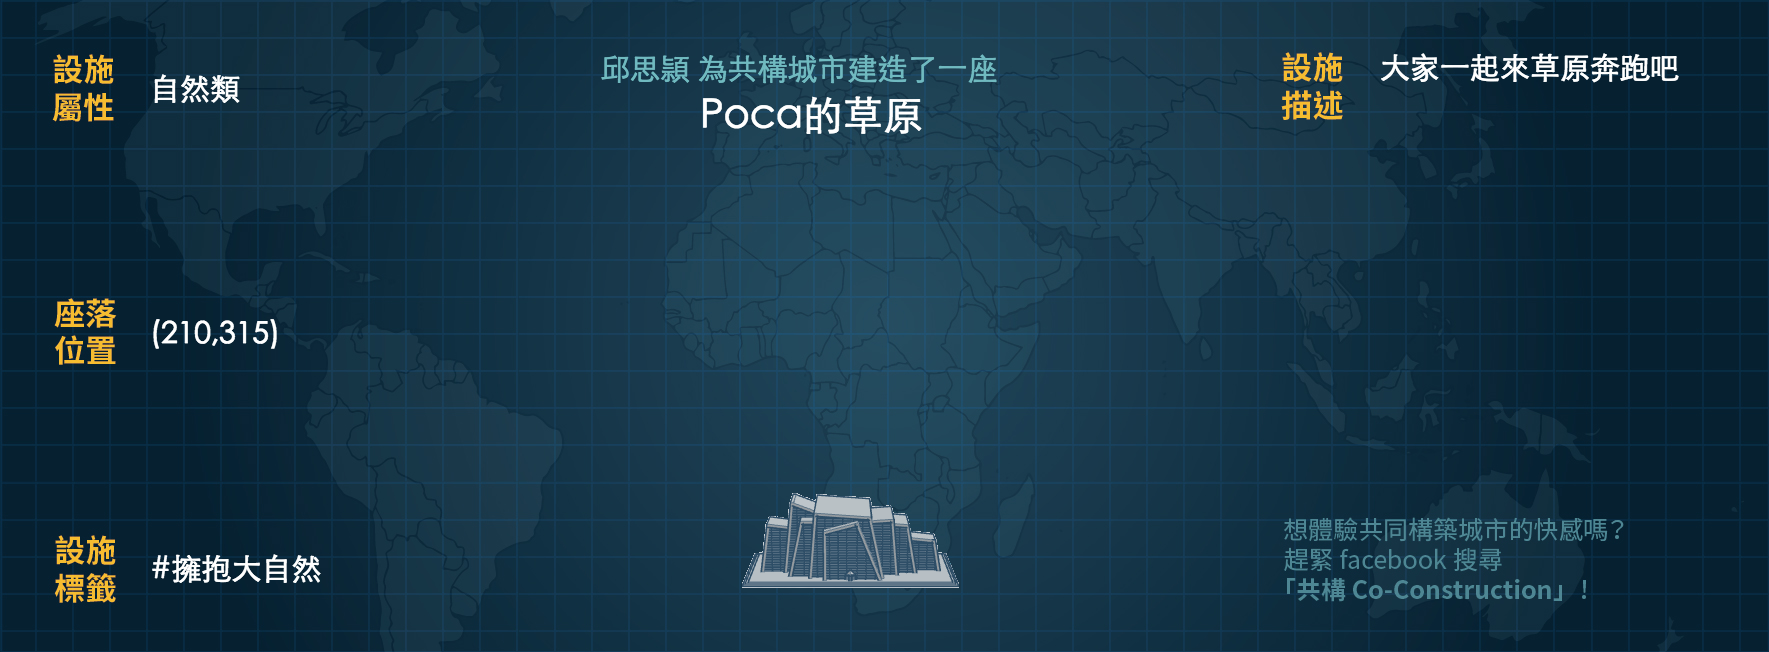 設施
屬性
自然類
邱思頴 為共構城市建造了一座
Poca的草原
設施
描述
大家一起來草原奔跑吧
座落
位置
(210,315)
設施
標籤
#擁抱大自然
想體驗共同構築城市的快感嗎？
趕緊 facebook 搜尋
「共構 Co-Construction」！